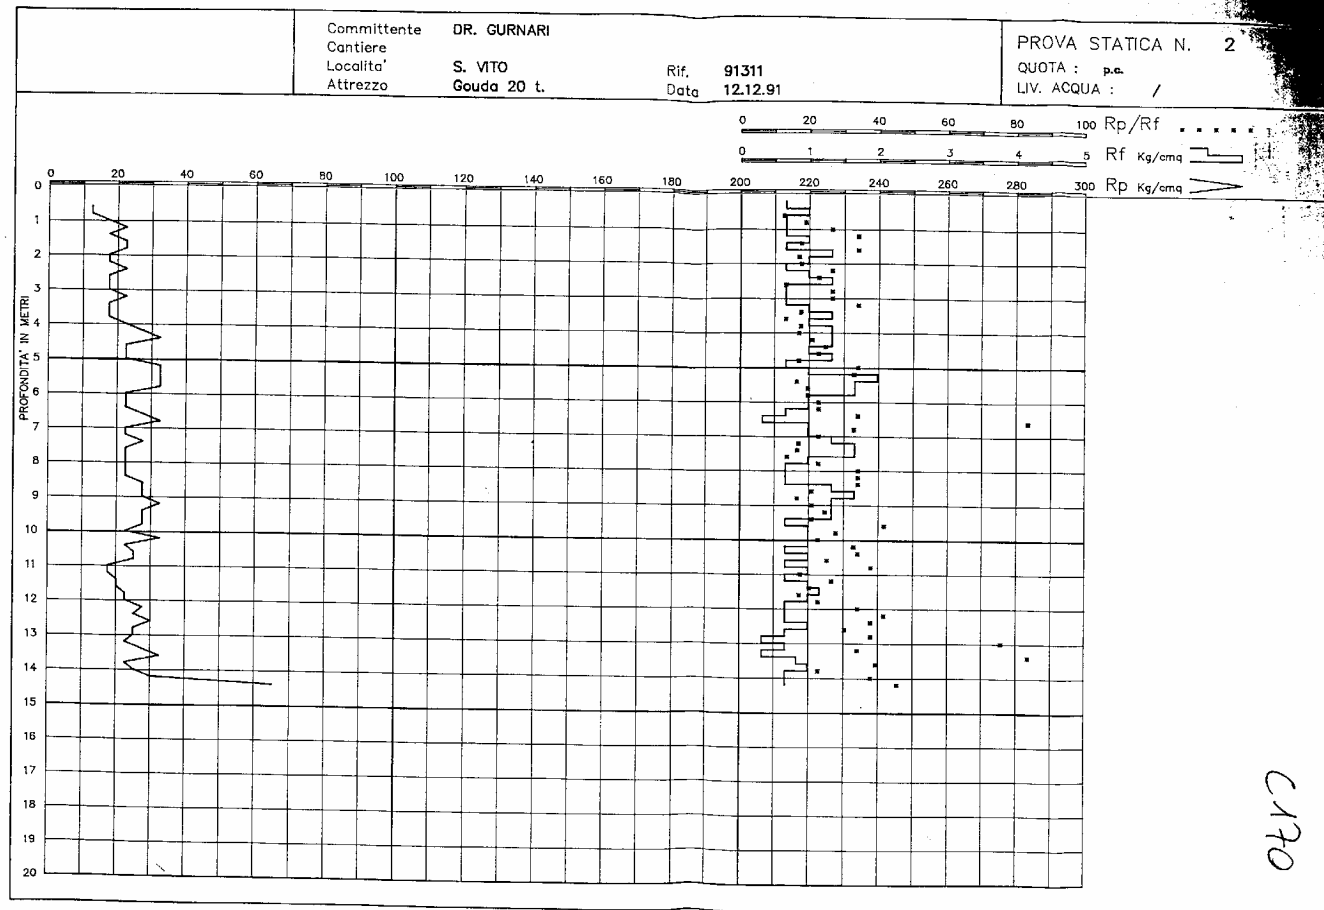 Committente DR. GURNARI
Cantiere
Localita' S. VITO Rif. 91311
Attrezzo Gouda 20 t. Data 12.12.91
PROVA STATICA N. 2
QUOTA : p.c.
LIV. ACQUA : /
0 20 40 60 80 100 Rp/Rf
0 1 2 3 4 5 Rf Kg/cmq
0 20 40 60 80 100 120 140 160 180 200 220 240 260 280 300 Rp Kg/cmq
PROFONDITA' IN METRI
0
1
2
3
4
5
6
7
8
9
10
11
12
13
14
15
16
17
18
19
20
C170